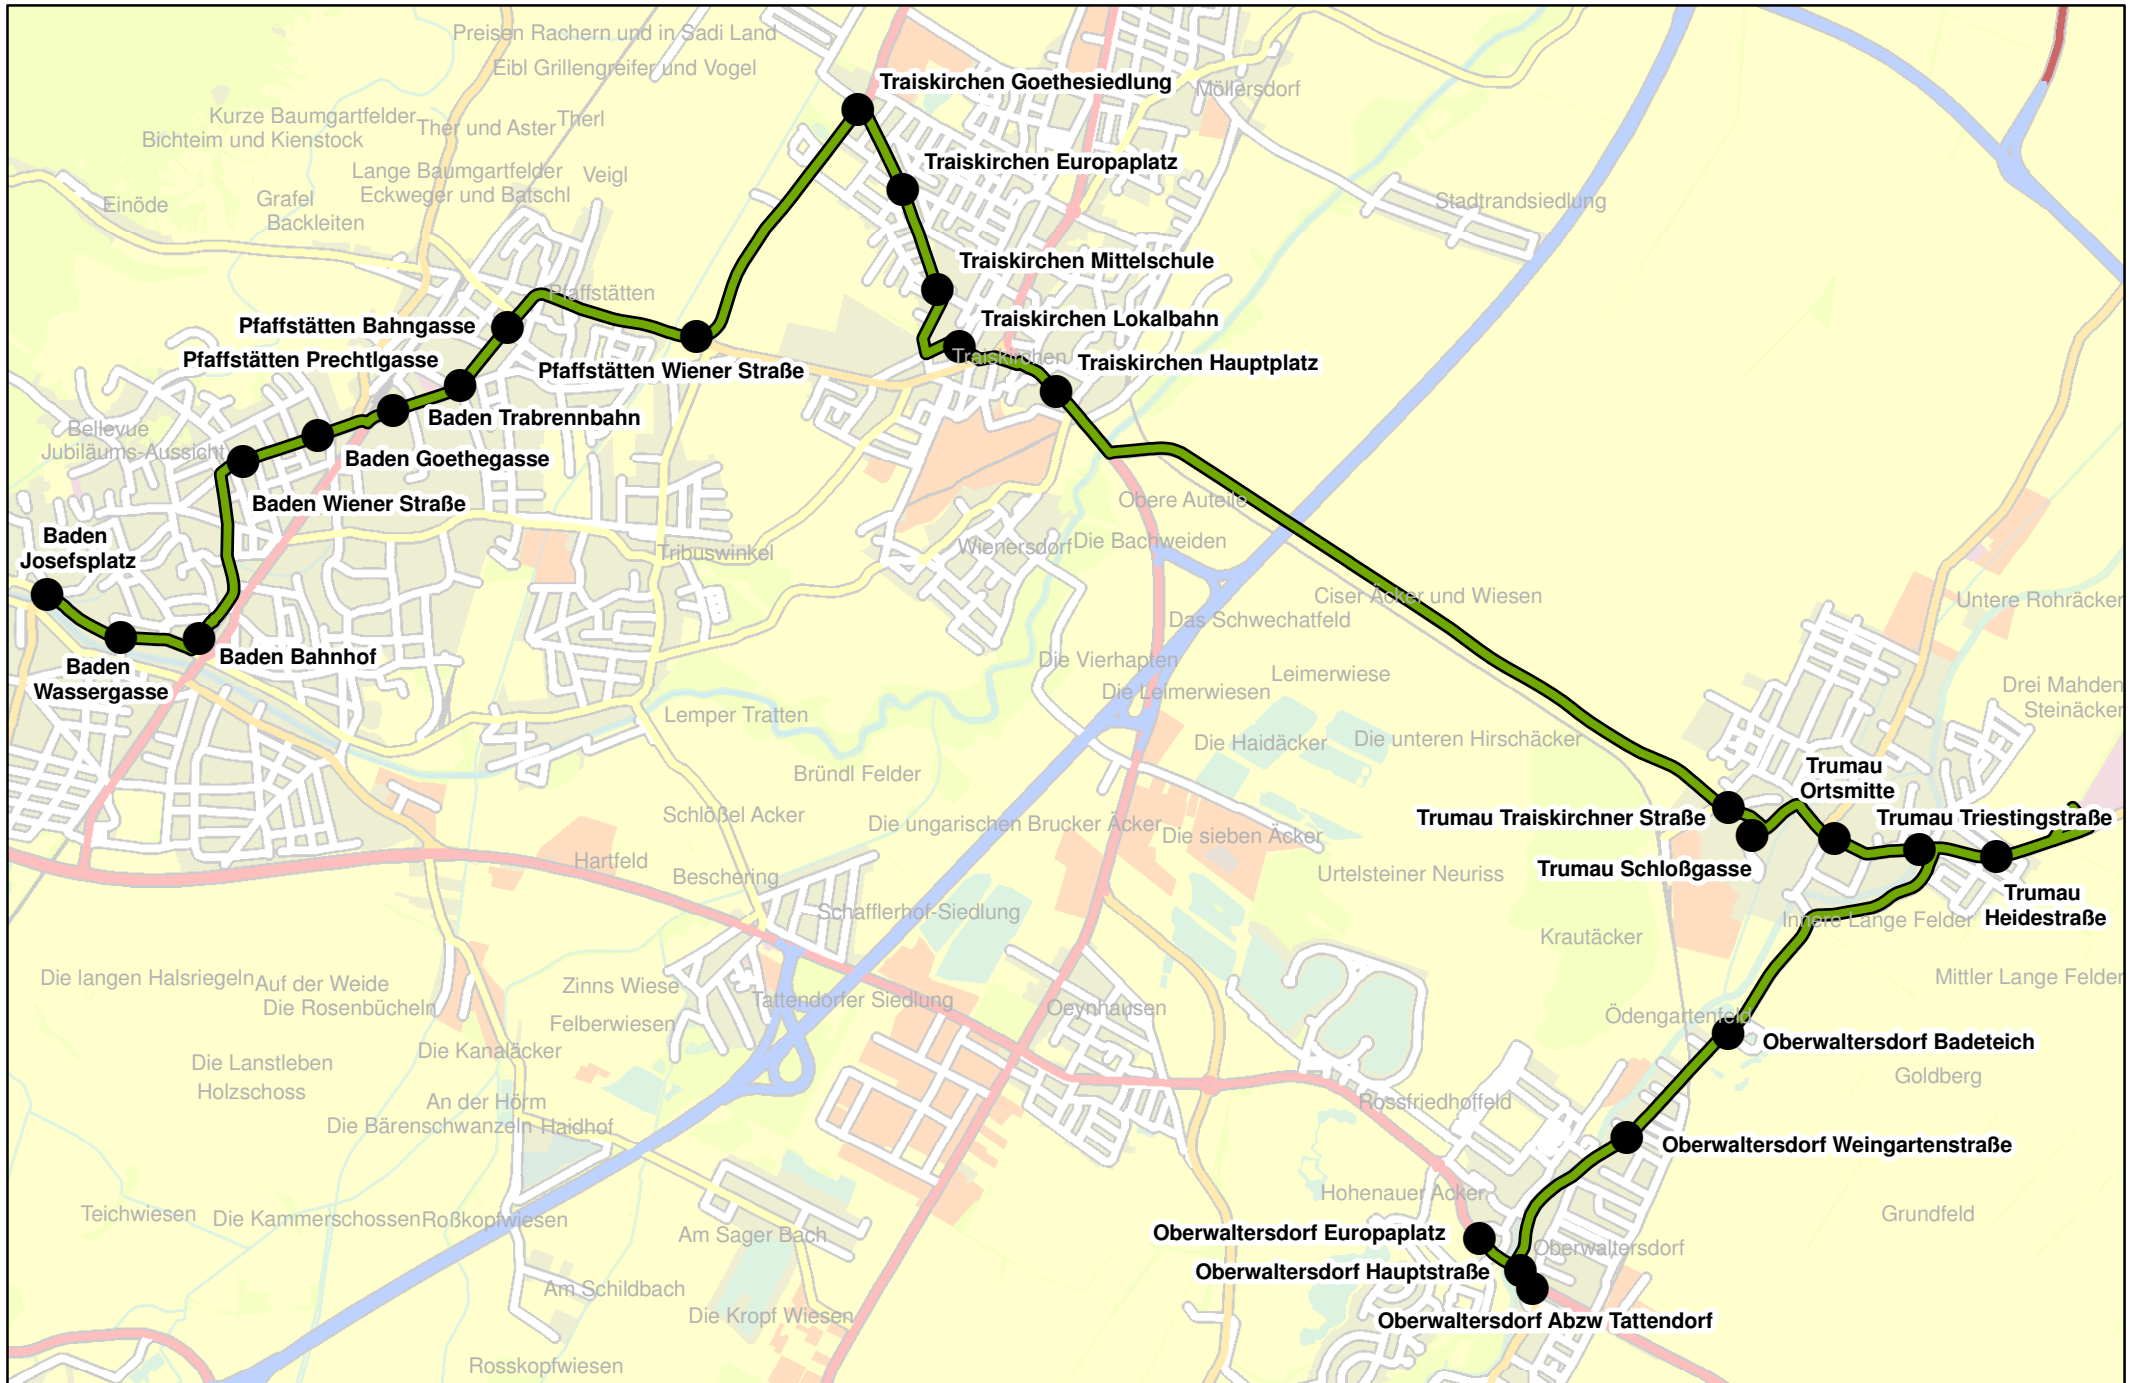 Preisen Rachern und in Sadi Land
Eibl Grillengreifer und Vogel
Traiskirchen Goethesiedlung
Möllersdorf
Kurze Baumgartfelder
Ther und Aster
Therl
Bichteim und Kienstock
Traiskirchen Europaplatz
Lange Baumgartfelder
Veigl
Eckweger und Batschl
Grafel
Einöde
Backleiten
Stadtrandsiedlung
Traiskirchen Mittelschule
Pfaffstätten
Traiskirchen Lokalbahn
Pfaffstätten Bahngasse
Traiskirchen
Pfaffstätten Prechtlgasse
Pfaffstätten Wiener Straße
Traiskirchen Hauptplatz
Baden Trabrennbahn
Bellevue
Jubiläums-Aussicht
Baden Goethegasse
Baden Wiener Straße
Obere Auteile
Baden
Josefsplatz
Tribuswinkel
Wienersdorf
Die Bachweiden
Ciser Äcker und Wiesen
Untere Rohräcker
Das Schwechatfeld
Baden Bahnhof
Baden
Wassergasse
Die Vierhapten
Leimerwiese
Die Leimerwiesen
Drei Mahden
Steinäcker
Lemper Tratten
Die Haidäcker
Die unteren Hirschäcker
Bründl Felder
Trumau
Ortsmitte
Schlößel Acker
Die ungarischen Brucker Äcker
Die sieben Äcker
Trumau Traiskirchner Straße
Trumau Triestingstraße
Hartfeld
Beschering
Urtelsteiner Neuriss
Trumau Schloßgasse
Trumau
Heidestraße
Schafflerhof-Siedlung
Innere Lange Felder
Krautäcker
Die langen Halsriegeln
Auf der Weide
Zinns Wiese
Mittler Lange Felder
Die Rosenbücheln
Tattendorfer Siedlung
Oeynhausen
Ödengartenfeld
Felberwiesen
Oberwaltersdorf Badeteich
Die Kanaläcker
Die Lanstleben
Goldberg
Holzschoss
An der Hörm
Rossfriedhoffeld
Die Bärenschwanzeln
Haidhof
Oberwaltersdorf Weingartenstraße
Hohenauer Acker
Teichwiesen
Die Kammerschossen
Roßkopfwiesen
Grundfeld
Am Sager Bach
Oberwaltersdorf Europaplatz
Oberwaltersdorf
Oberwaltersdorf Hauptstraße
Am Schildbach
Die Kropf Wiesen
Oberwaltersdorf Abzw Tattendorf
Rosskopfwiesen